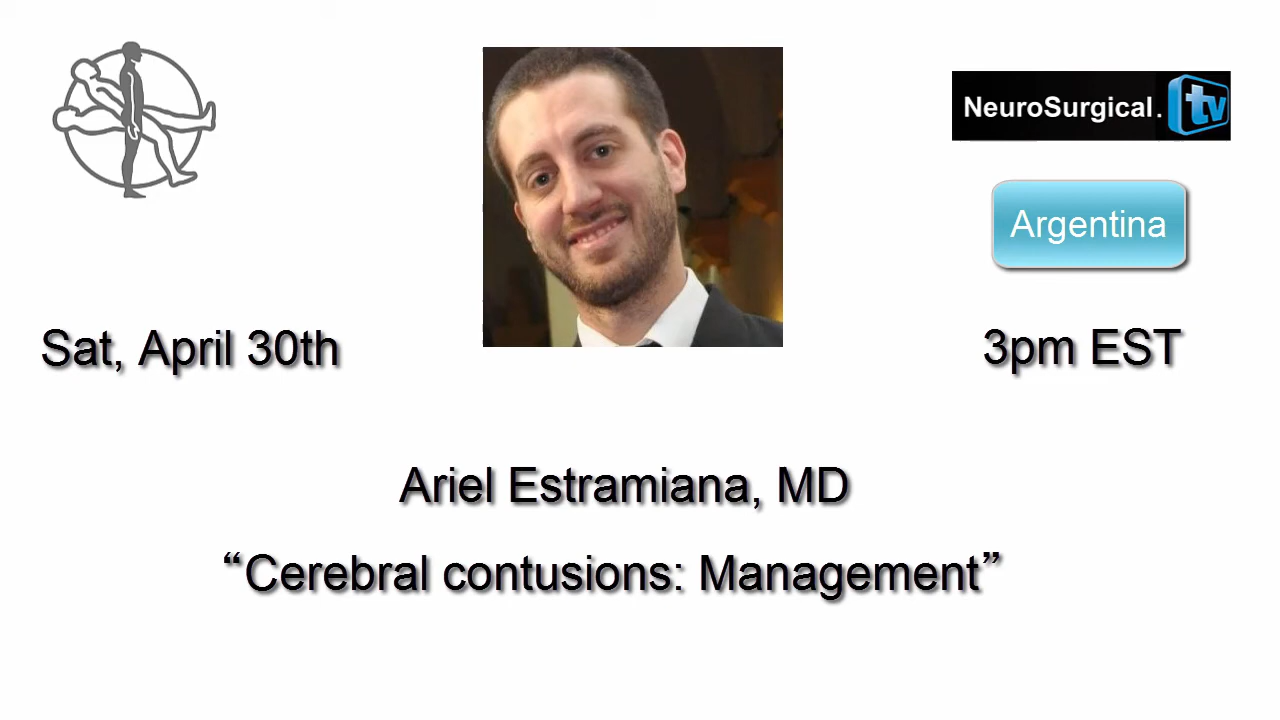 NeuroSurgical.tv
Argentina
Sat, April 30th
3pm EST
Ariel Estramiana, MD
“Cerebral contusions: Management”